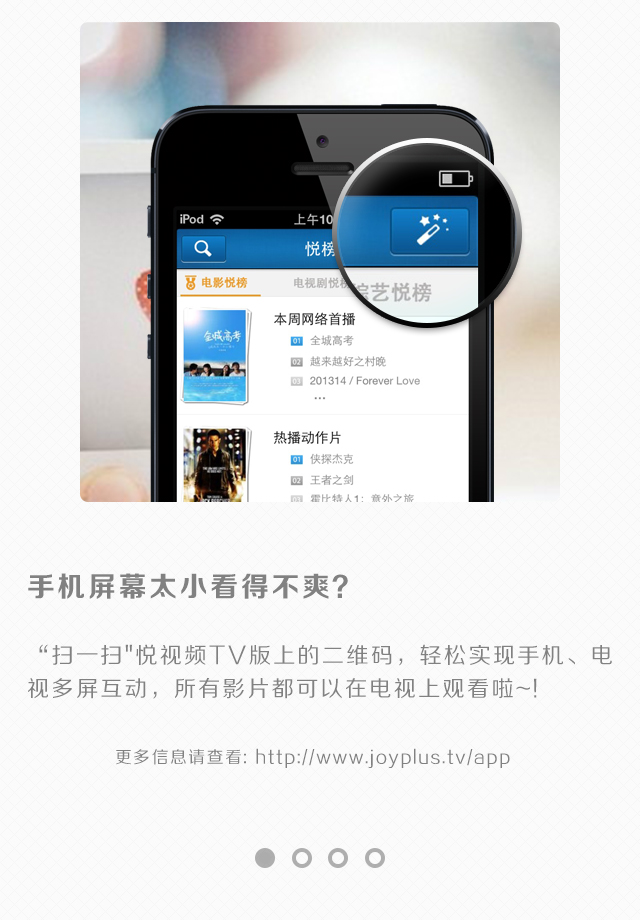 iPod 上午10
悦榜
电影悦榜 电视剧悦榜 综艺悦榜
本周网络首播
01 全城高考
02 越来越好之村晚
03 201314 / Forever Love
...
全城高考
热播动作片
01 侠探杰克
02 王者之剑
03 霍比特人1：意外之旅
手机屏幕太小看得不爽？
“扫一扫"悦视频TV版上的二维码，轻松实现手机、电
视多屏互动，所有影片都可以在电视上观看啦~!
更多信息请查看: http://www.joyplus.tv/app